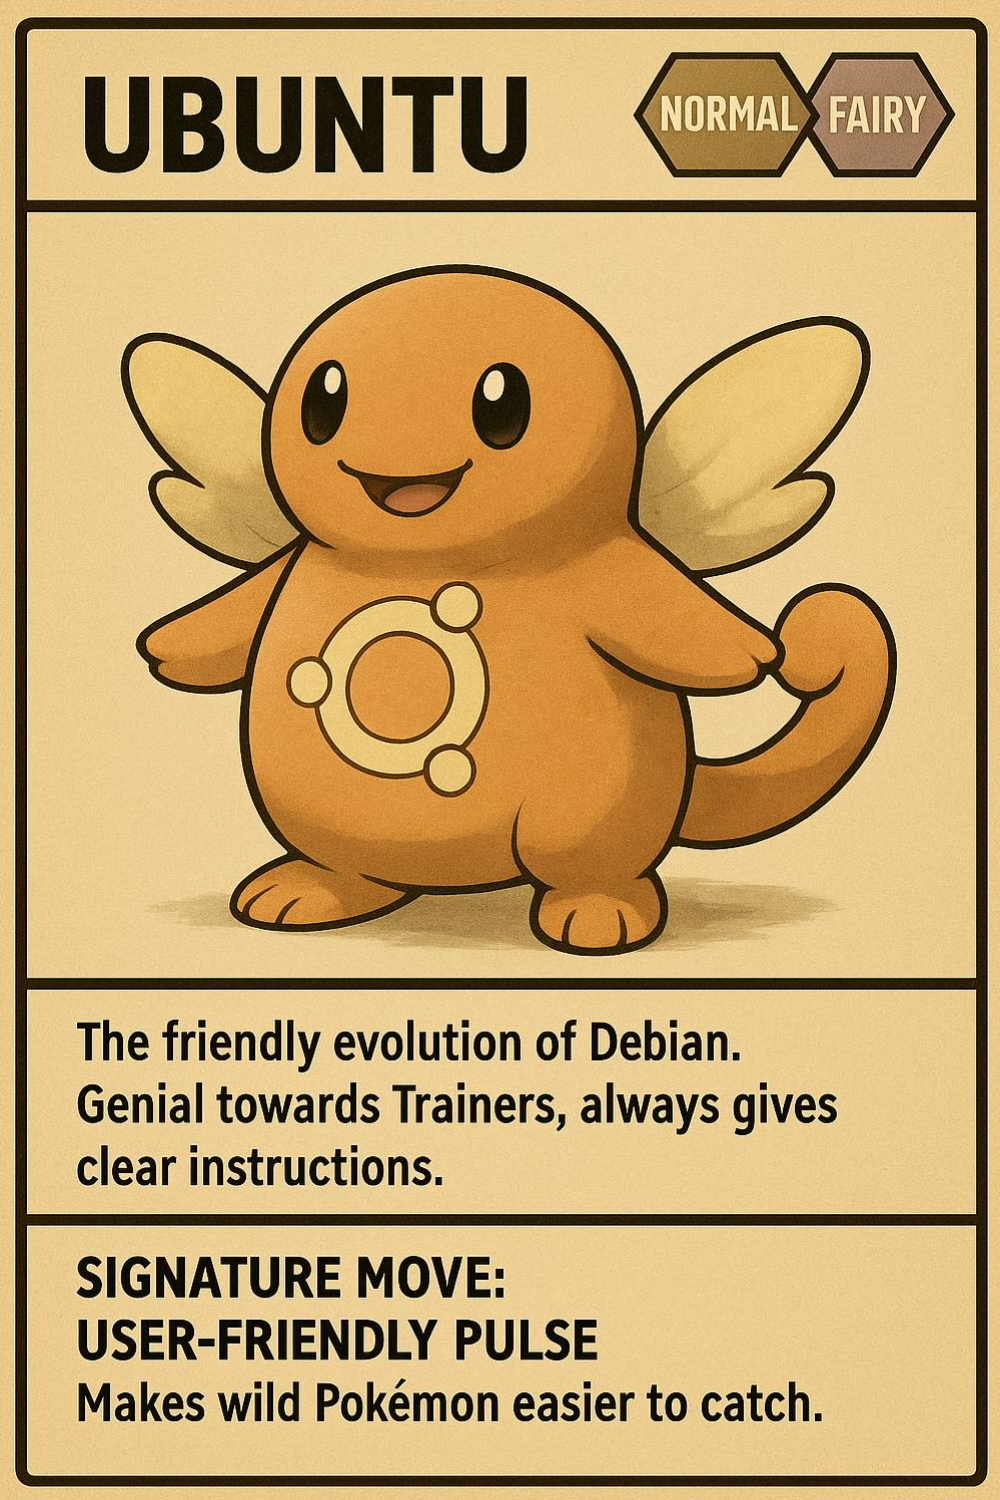 UBUNTU
NORMAL FAIRY
The friendly evolution of Debian.
Genial towards Trainers, always gives
clear instructions.
SIGNATURE MOVE:
USER-FRIENDLY PULSE
Makes wild Pokémon easier to catch.